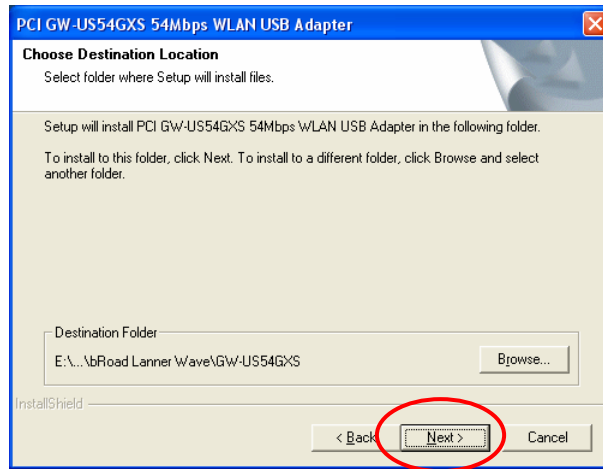 PCI GW-US54GXS 54Mbps WLAN USB Adapter
Choose Destination Location
Select folder where Setup will install files.
Setup will install PCI GW-US54GXS 54Mbps WLAN USB Adapter in the following folder.
To install to this folder, click Next. To install to a different folder, click Browse and select
another folder.
Destination Folder
E:\...\bRoad Lanner Wave\GW-US54GXS
Browse...
InstallShield
< Back
Next >
Cancel